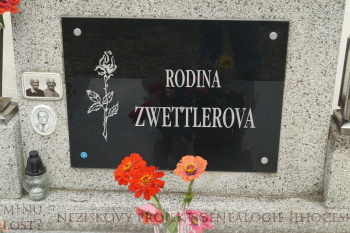 RODINA
ZWETTLEROVA
NEZISKOVÝ PROJEKT GENEALOGIE JIHOČESK